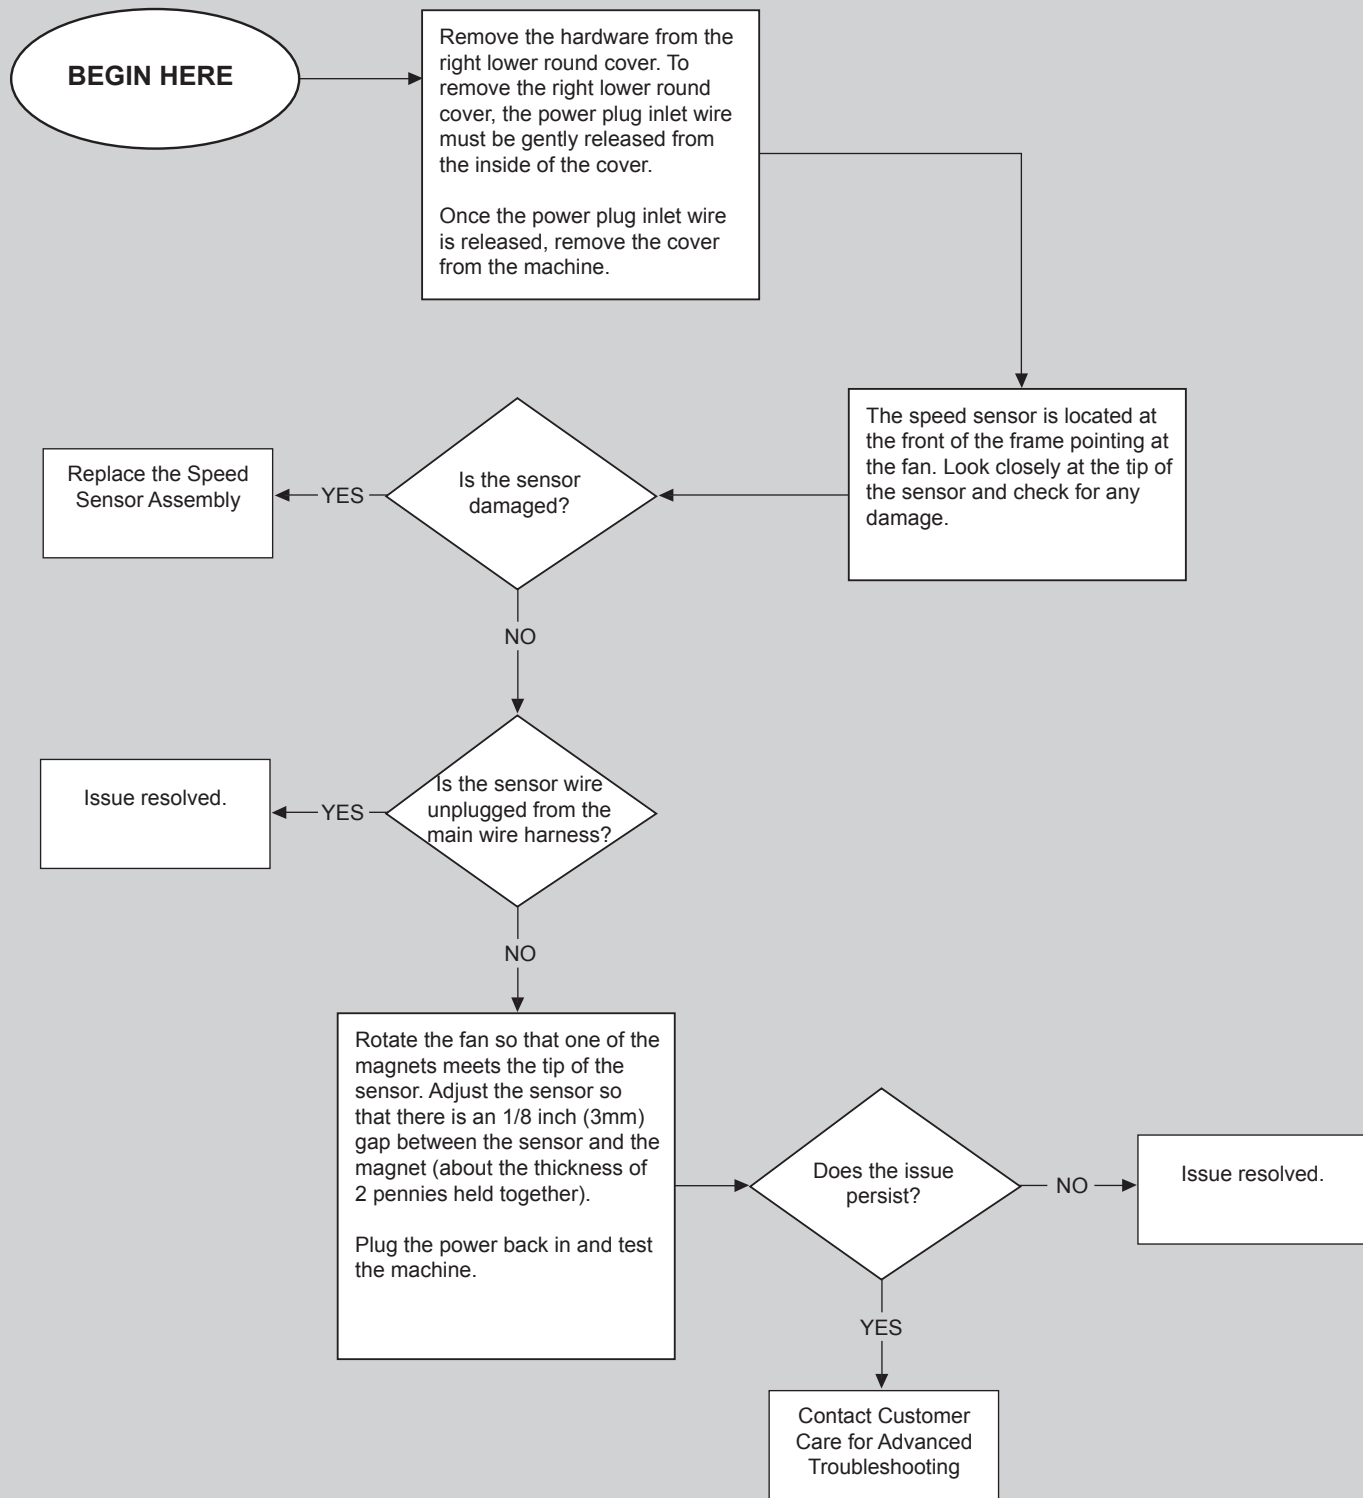 BEGIN HERE
Remove the hardware from the
right lower round cover. To
remove the right lower round
cover, the power plug inlet wire
must be gently released from
the inside of the cover.
Once the power plug inlet wire
is released, remove the cover
from the machine.
The speed sensor is located at
the front of the frame pointing at
the fan. Look closely at the tip of
the sensor and check for any
damage.
Is the sensor
damaged?
YES
Replace the Speed
Sensor Assembly
NO
Is the sensor wire
unplugged from the
main wire harness?
YES
Issue resolved.
NO
Rotate the fan so that one of the
magnets meets the tip of the
sensor. Adjust the sensor so
that there is an 1/8 inch (3mm)
gap between the sensor and the
magnet (about the thickness of
2 pennies held together).
Plug the power back in and test
the machine.
Does the issue
persist?
NO
Issue resolved.
YES
Contact Customer
Care for Advanced
Troubleshooting